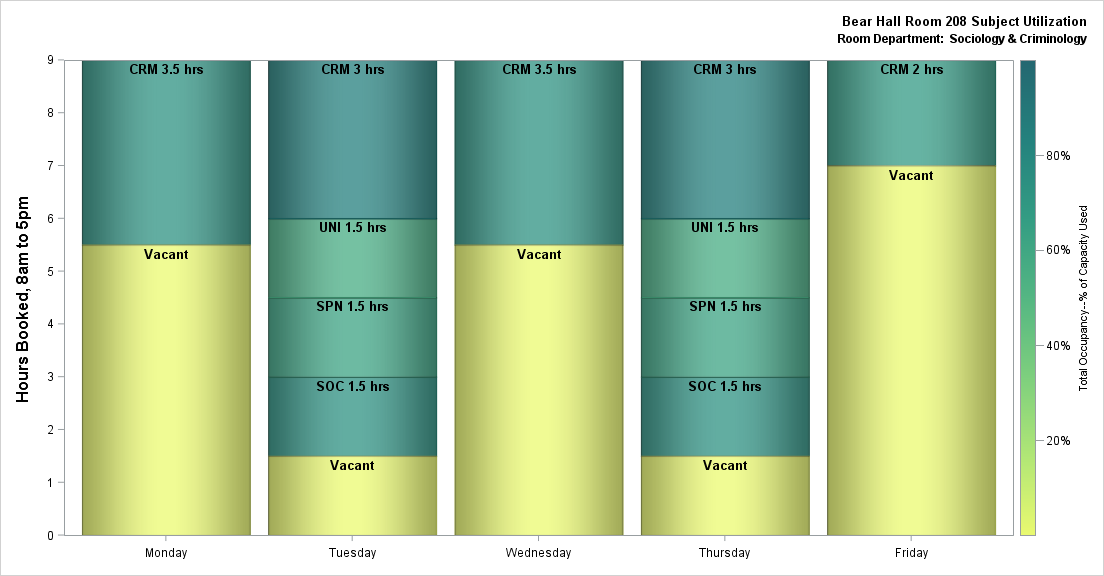 Bear Hall Room 208 Subject Utilization
Room Department: Sociology & Criminology
Hours Booked, 8am to 5pm
9
8
7
6
5
4
3
2
1
0
CRM 3.5 hrs
Vacant
CRM 3 hrs
UNI 1.5 hrs
SPN 1.5 hrs
SOC 1.5 hrs
Vacant
CRM 3.5 hrs
Vacant
CRM 3 hrs
UNI 1.5 hrs
SPN 1.5 hrs
SOC 1.5 hrs
Vacant
CRM 2 hrs
Vacant
Monday
Tuesday
Wednesday
Thursday
Friday
80%
60%
40%
20%
Total Occupancy--% of Capacity Used